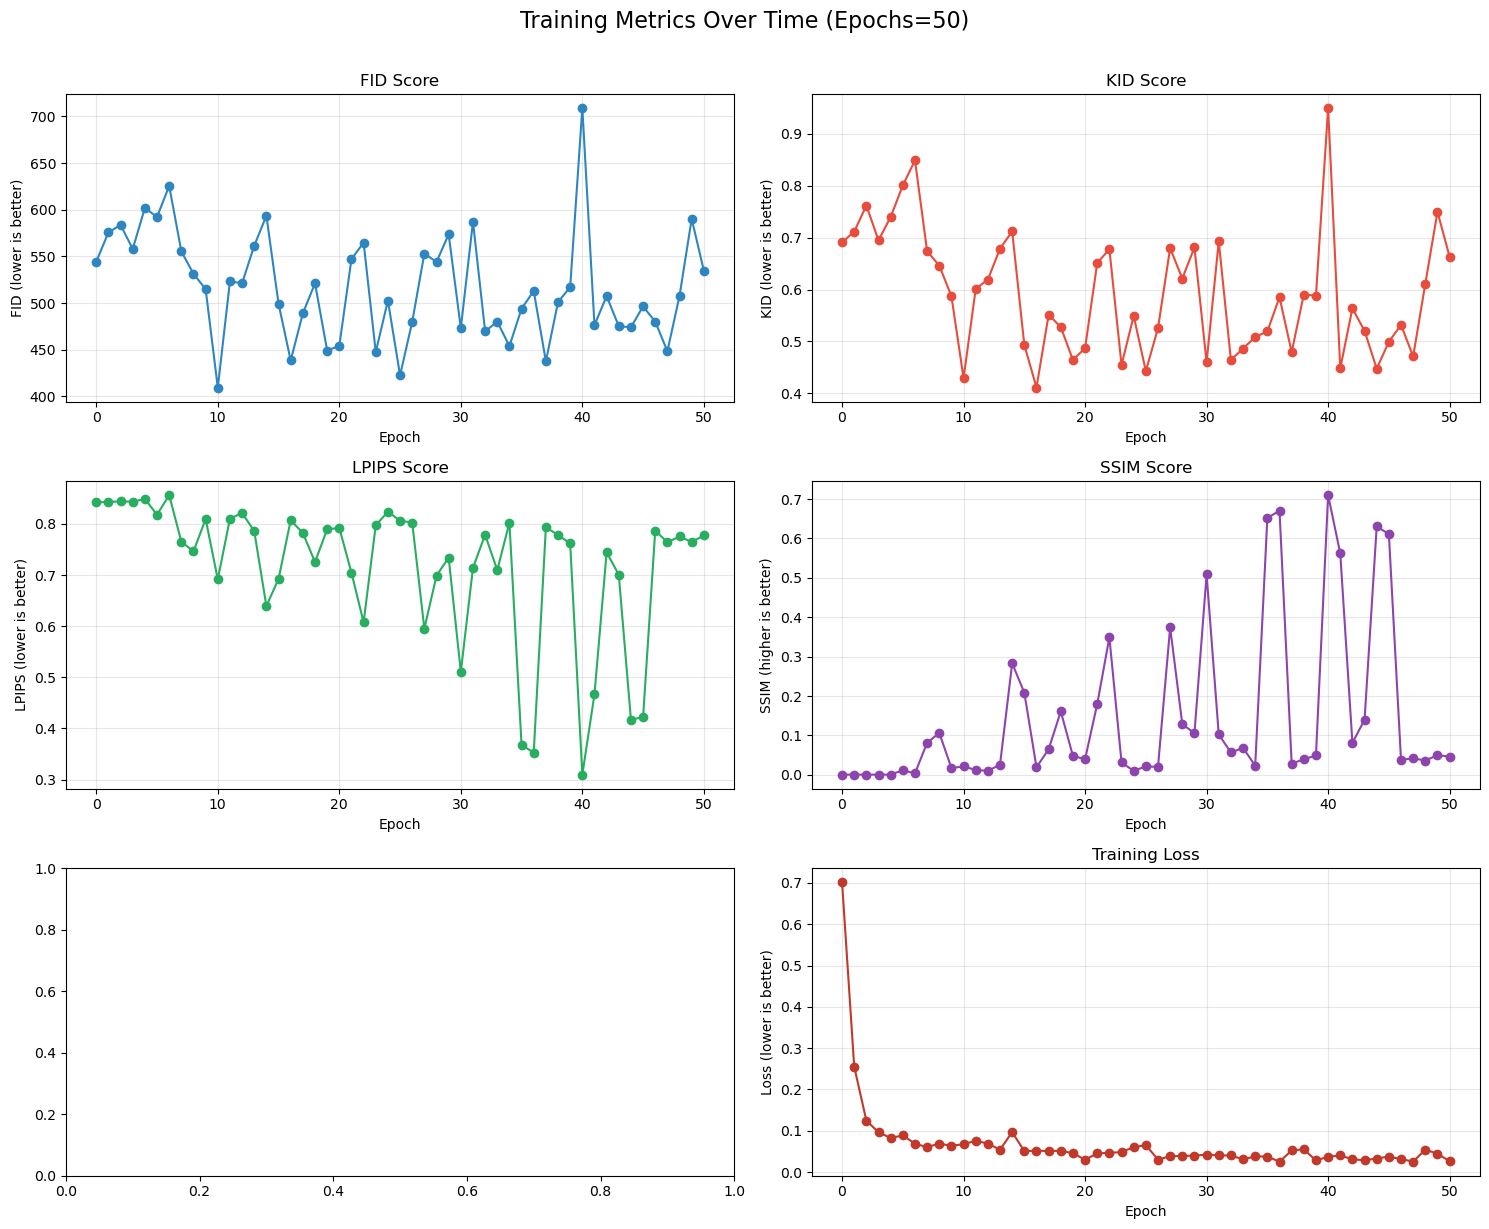 Training Metrics Over Time (Epochs=50)
FID Score
FID (lower is better)
700
650
600
550
500
450
400
0 10 20 30 40 50
Epoch
KID Score
KID (lower is better)
0.9
0.8
0.7
0.6
0.5
0.4
0 10 20 30 40 50
Epoch
LPIPS Score
LPIPS (lower is better)
0.8
0.7
0.6
0.5
0.4
0.3
0 10 20 30 40 50
Epoch
SSIM Score
SSIM (higher is better)
0.7
0.6
0.5
0.4
0.3
0.2
0.1
0.0
0 10 20 30 40 50
Epoch
1.0
0.8
0.6
0.4
0.2
0.0
0.0 0.2 0.4 0.6 0.8 1.0
Training Loss
Loss (lower is better)
0.7
0.6
0.5
0.4
0.3
0.2
0.1
0.0
0 10 20 30 40 50
Epoch